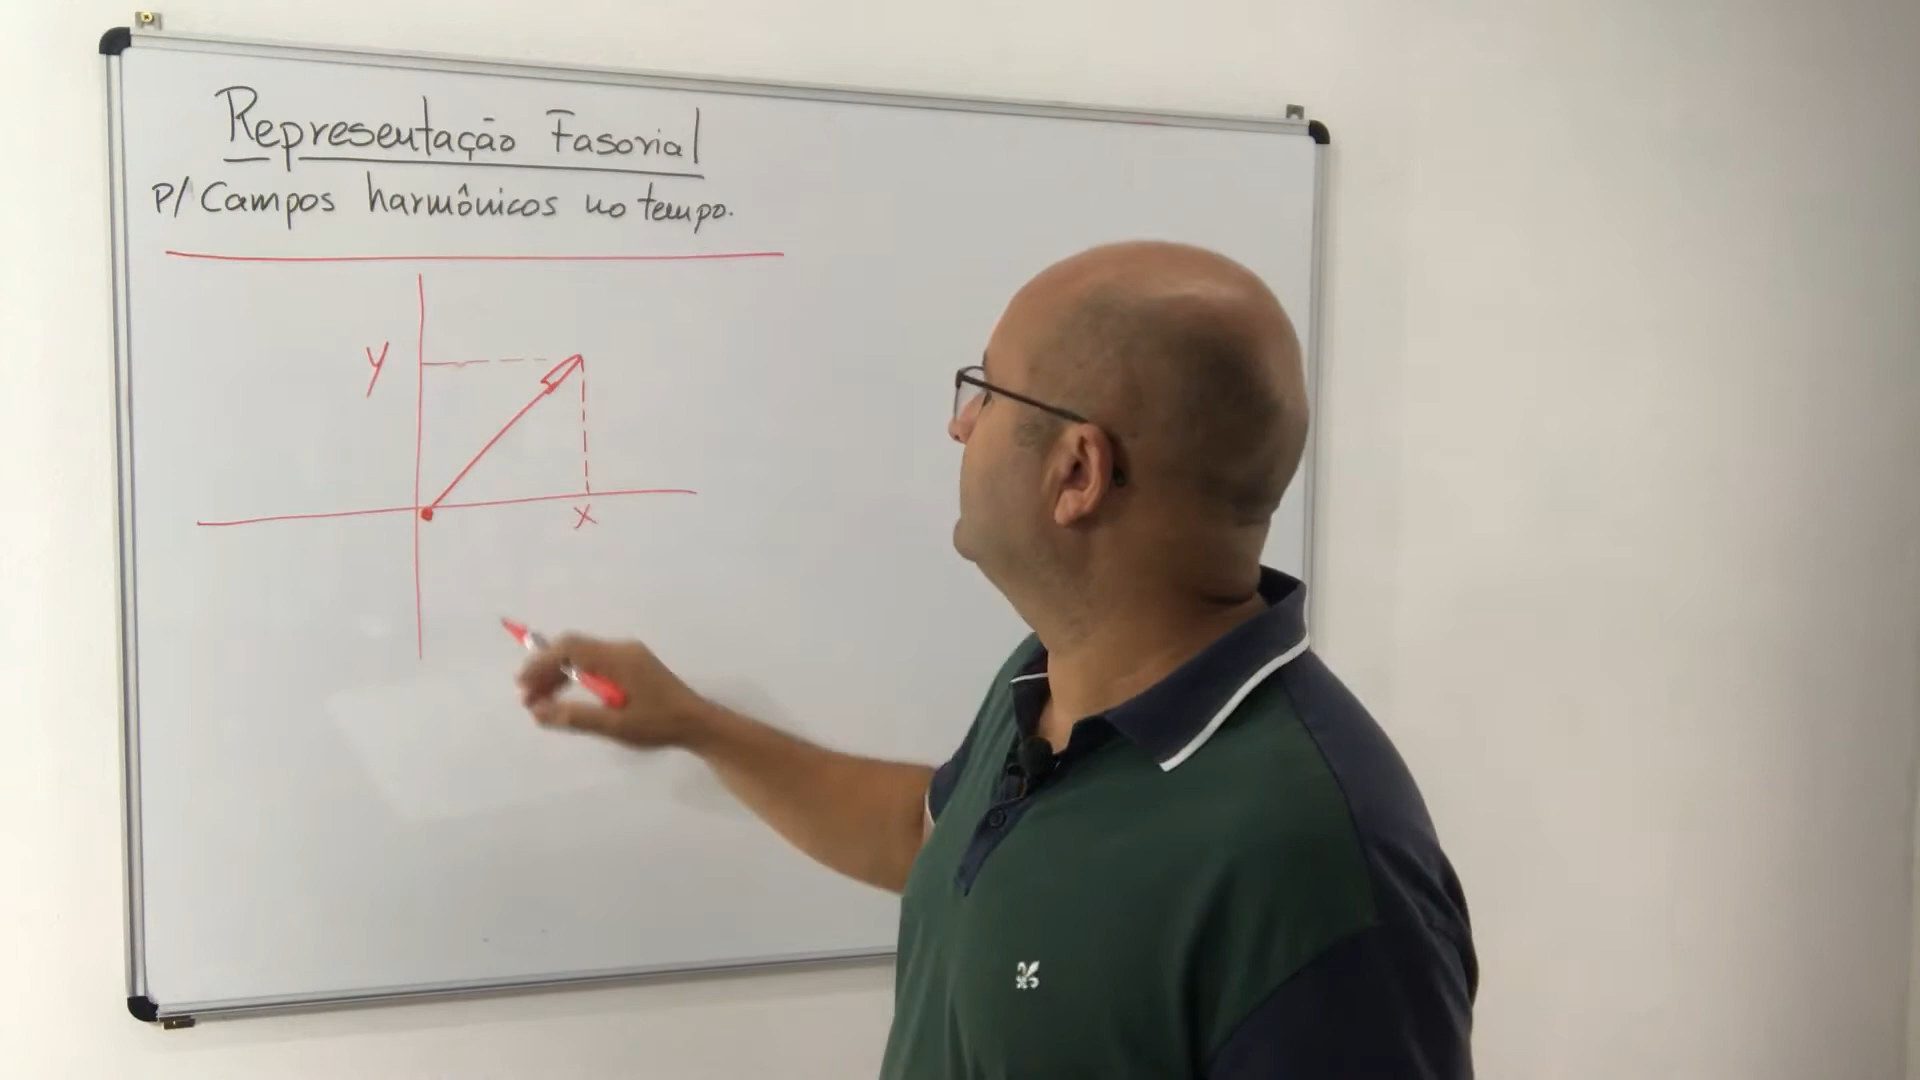 Representação Fasorial
P/ Campos harmônicos no tempo.
y
x